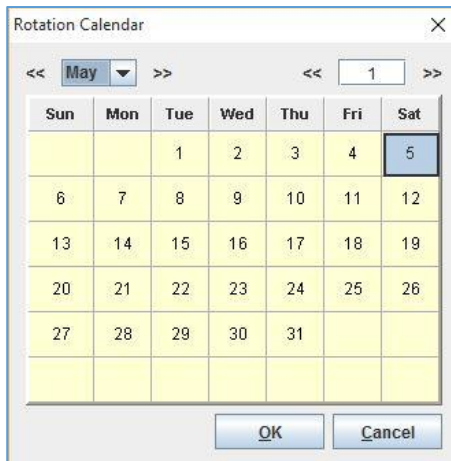 Rotation Calendar
<< May >> << 1 >>
Sun Mon Tue Wed Thu Fri Sat
1 2 3 4 5
6 7 8 9 10 11 12
13 14 15 16 17 18 19
20 21 22 23 24 25 26
27 28 29 30 31
OK Cancel